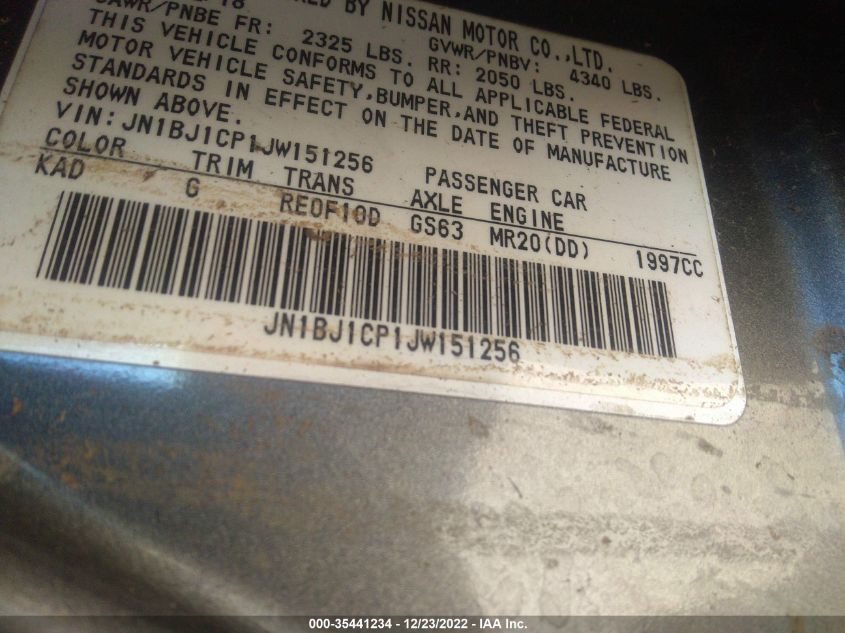 18 BY NISSAN MOTOR CO.,LTD.
GAWR/PNBE FR: 2325 LBS. RR: 2050 LBS. GVWR/PNBV: 4340 LBS.
THIS VEHICLE CONFORMS TO ALL APPLICABLE FEDERAL
MOTOR VEHICLE SAFETY,BUMPER,AND THEFT PREVENTION
STANDARDS IN EFFECT ON THE DATE OF MANUFACTURE
SHOWN ABOVE.
VIN:JN1BJ1CP1JW151256 PASSENGER CAR
COLOR TRIM TRANS AXLE ENGINE
KAD G RE0F10D GS63 MR20(DD) 1997CC
JN1BJ1CP1JW151256
000-35441234 - 12/23/2022 - IAA Inc.